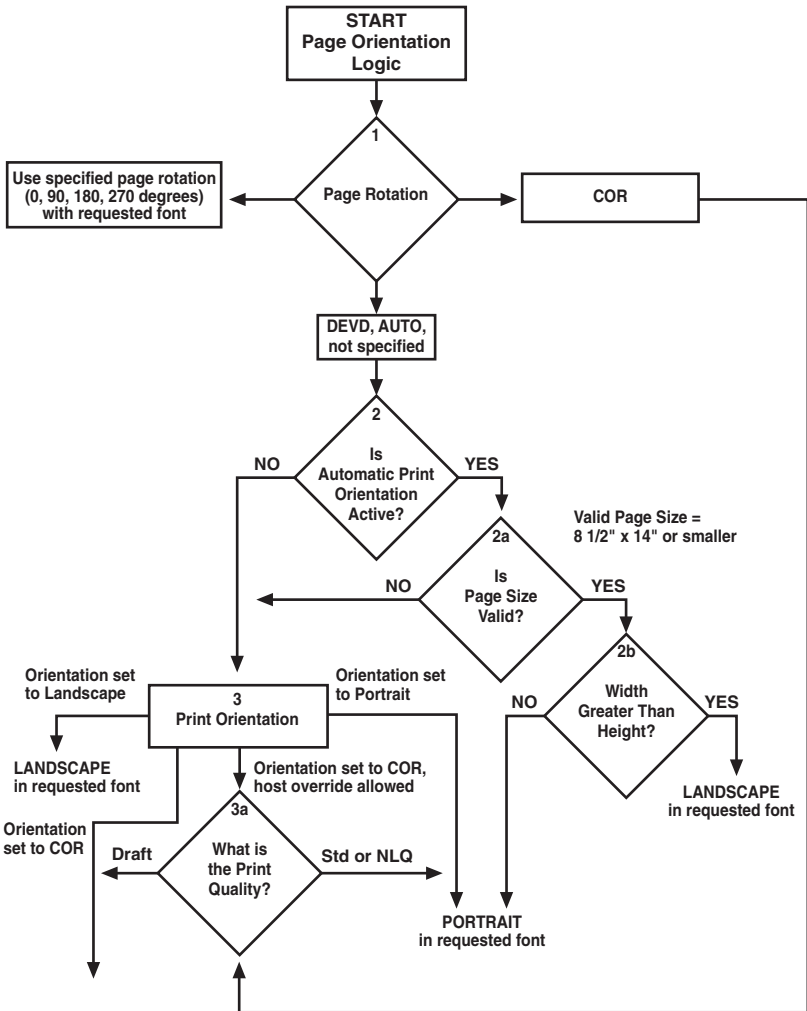 START
Page Orientation
Logic
1
Page Rotation
Use specified page rotation
(0, 90, 180, 270 degrees)
with requested font
COR
DEVD, AUTO,
not specified
2
Is
Automatic Print
Orientation
Active?
NO
YES
Valid Page Size =
8 1/2" x 14" or smaller
2a
Is
Page Size
Valid?
NO
YES
2b
Width
Greater Than
Height?
NO
YES
LANDSCAPE
in requested font
Orientation set
to Landscape
3
Print Orientation
Orientation set
to Portrait
LANDSCAPE
in requested font
Orientation set to COR,
host override allowed
Orientation
set to COR
3a
What is
the Print
Quality?
Draft
Std or NLQ
PORTRAIT
in requested font